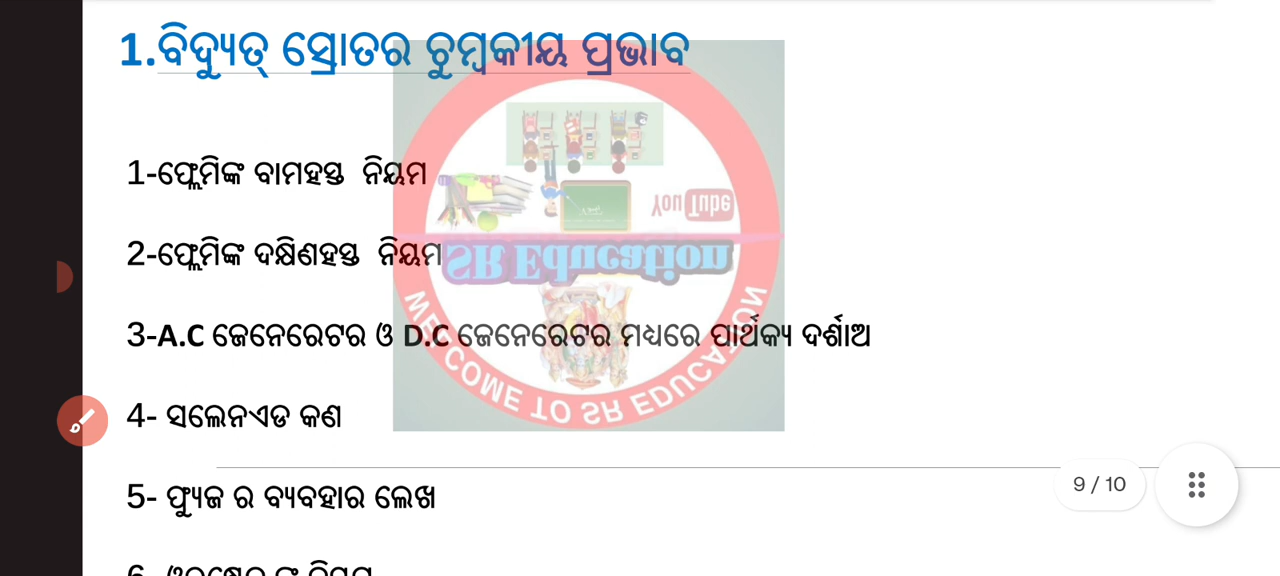 1.ବିଦ୍ୟୁତ୍ ସ୍ରୋତର ଚୁମ୍ବକୀୟ ପ୍ରଭାବ
1-ଫ୍ଲେମିଙ୍କ ବାମହସ୍ତ ନିୟମ
YouTube
2-ଫ୍ଲେମିଙ୍କ ଦକ୍ଷିଣହସ୍ତ ନିୟମ
SR Education
3-A.C ଜେନେରେଟର ଓ D.C ଜେନେରେଟର ମଧ୍ୟରେ ପାର୍ଥକ୍ୟ ଦର୍ଶାଅ
WELCOME TO SR EDUCATION
4- ସଲେନଏଡ କଣ
9 / 10
5- ଫ୍ୟୁଜ ର ବ୍ୟବହାର ଲେଖ